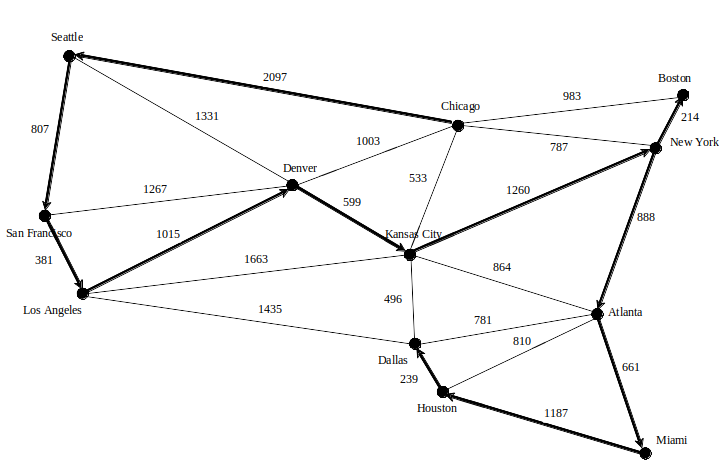 Seattle
2097
Boston
983
Chicago
214
807
1331
1003
787
New York
Denver
533
1267
599
1260
888
San Francisco
1015
Kansas City
381
1663
864
496
Los Angeles
1435
781
Atlanta
810
Dallas
239
661
Houston
1187
Miami